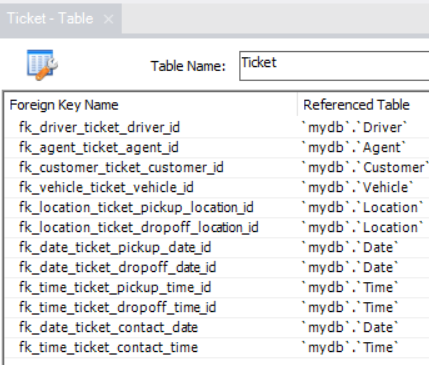 Ticket - Table ×
Table Name: Ticket
Foreign Key Name Referenced Table
fk_driver_ticket_driver_id `mydb`.`Driver`
fk_agent_ticket_agent_id `mydb`.`Agent`
fk_customer_ticket_customer_id `mydb`.`Customer`
fk_vehicle_ticket_vehicle_id `mydb`.`Vehicle`
fk_location_ticket_pickup_location_id `mydb`.`Location`
fk_location_ticket_dropoff_location_id `mydb`.`Location`
fk_date_ticket_pickup_date_id `mydb`.`Date`
fk_date_ticket_dropoff_date_id `mydb`.`Date`
fk_time_ticket_pickup_time_id `mydb`.`Time`
fk_time_ticket_dropoff_time_id `mydb`.`Time`
fk_date_ticket_contact_date `mydb`.`Date`
fk_time_ticket_contact_time `mydb`.`Time`